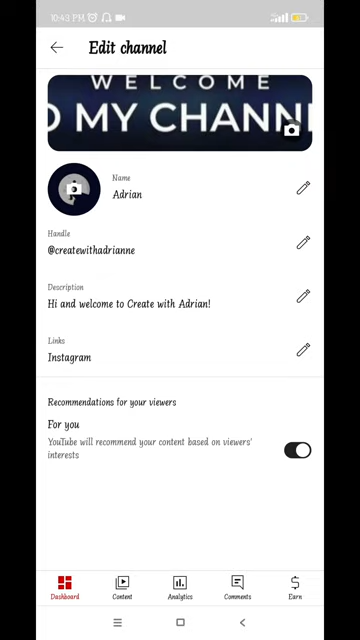 10:43 PM
Edit channel
WELCOME
O MY CHANN
Name
Adrian
Handle
@createwithadrianne
Description
Hi and welcome to Create with Adrian!
Links
Instagram
Recommendations for your viewers
For you
YouTube will recommend your content based on viewers'
interests
Dashboard Content Analytics Comments Earn